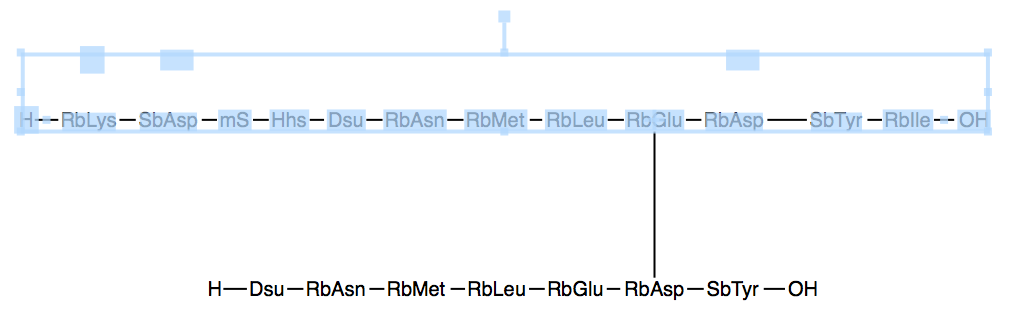 H RbLys SbAsp mS Hhs Dsu RbAsn RbMet RbLeu RbGlu RbAsp SbTyr RbIle OH
H Dsu RbAsn RbMet RbLeu RbGlu RbAsp SbTyr OH